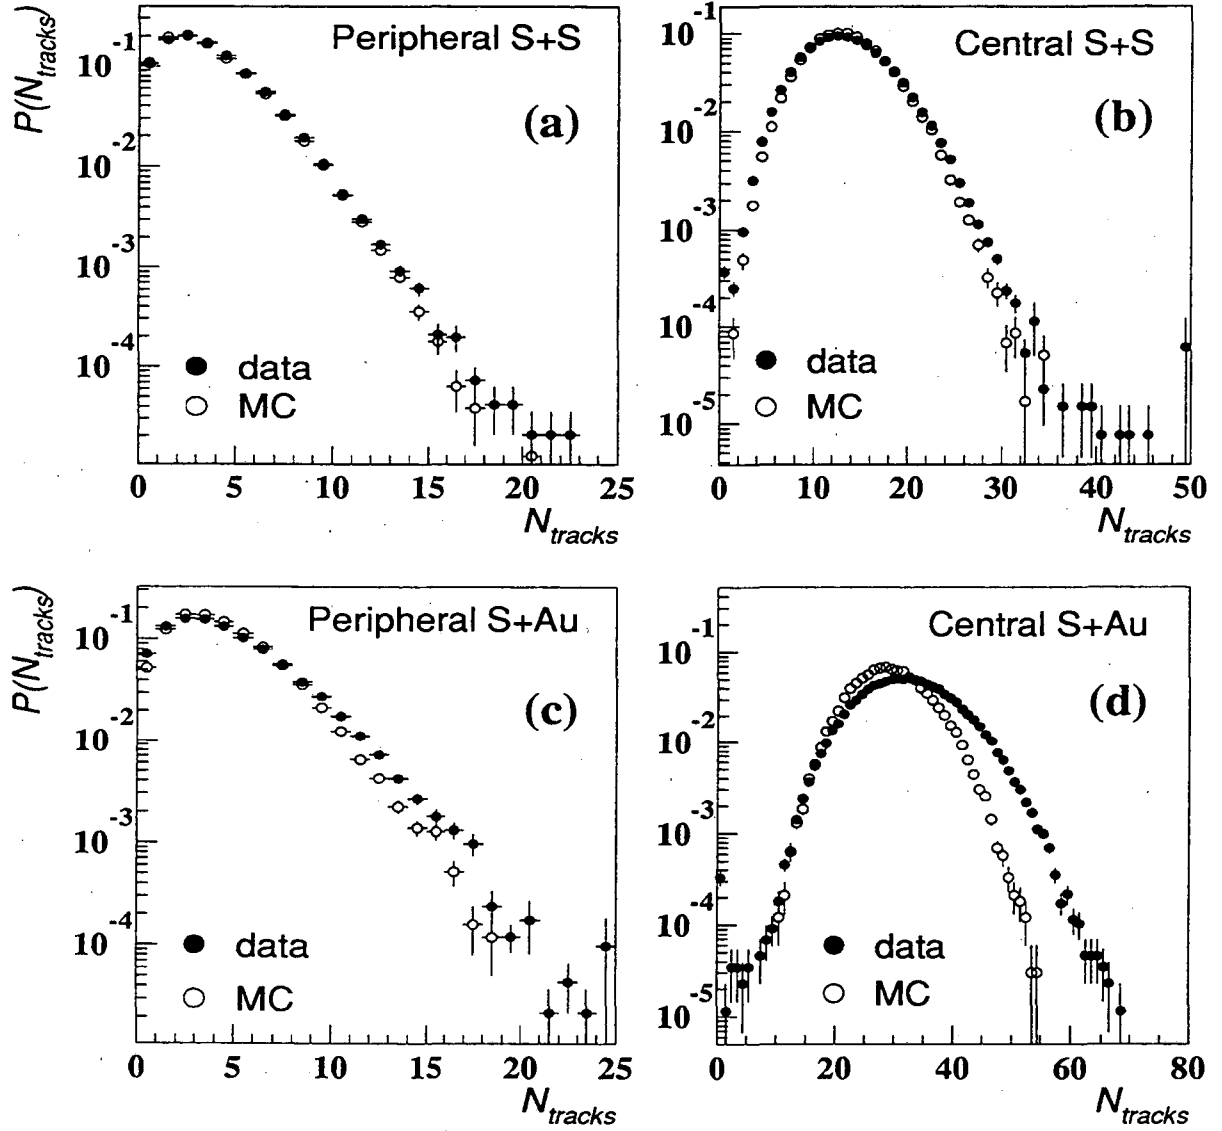 P(N_tracks)
Peripheral S+S
(a)
10^-1
10^-2
10^-3
10^-4
data
MC
0 5 10 15 20 25
N_tracks
Central S+S
(b)
10^-1
10^-2
10^-3
10^-4
10^-5
data
MC
0 10 20 30 40 50
N_tracks
P(N_tracks)
Peripheral S+Au
(c)
10^-1
10^-2
10^-3
10^-4
data
MC
0 5 10 15 20 25
N_tracks
Central S+Au
(d)
10^-1
10^-2
10^-3
10^-4
10^-5
data
MC
0 20 40 60 80
N_tracks